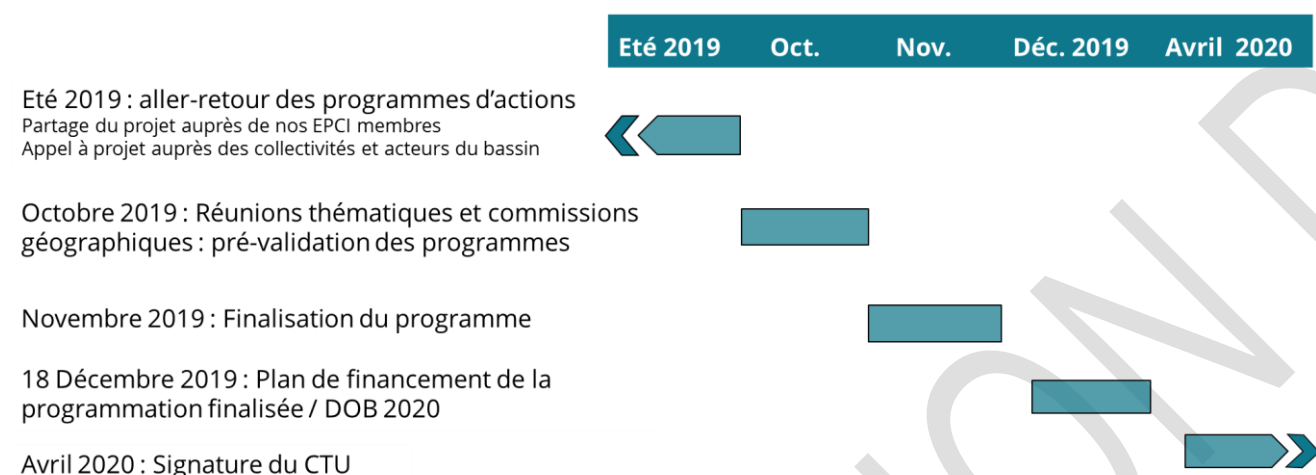 Eté 2019 Oct. Nov. Déc. 2019 Avril 2020
Eté 2019 : aller-retour des programmes d'actions
Partage du projet auprès de nos EPCI membres
Appel à projet auprès des collectivités et acteurs du bassin
Octobre 2019 : Réunions thématiques et commissions
géographiques : pré-validation des programmes
Novembre 2019 : Finalisation du programme
18 Décembre 2019 : Plan de financement de la
programmation finalisée / DOB 2020
Avril 2020 : Signature du CTU